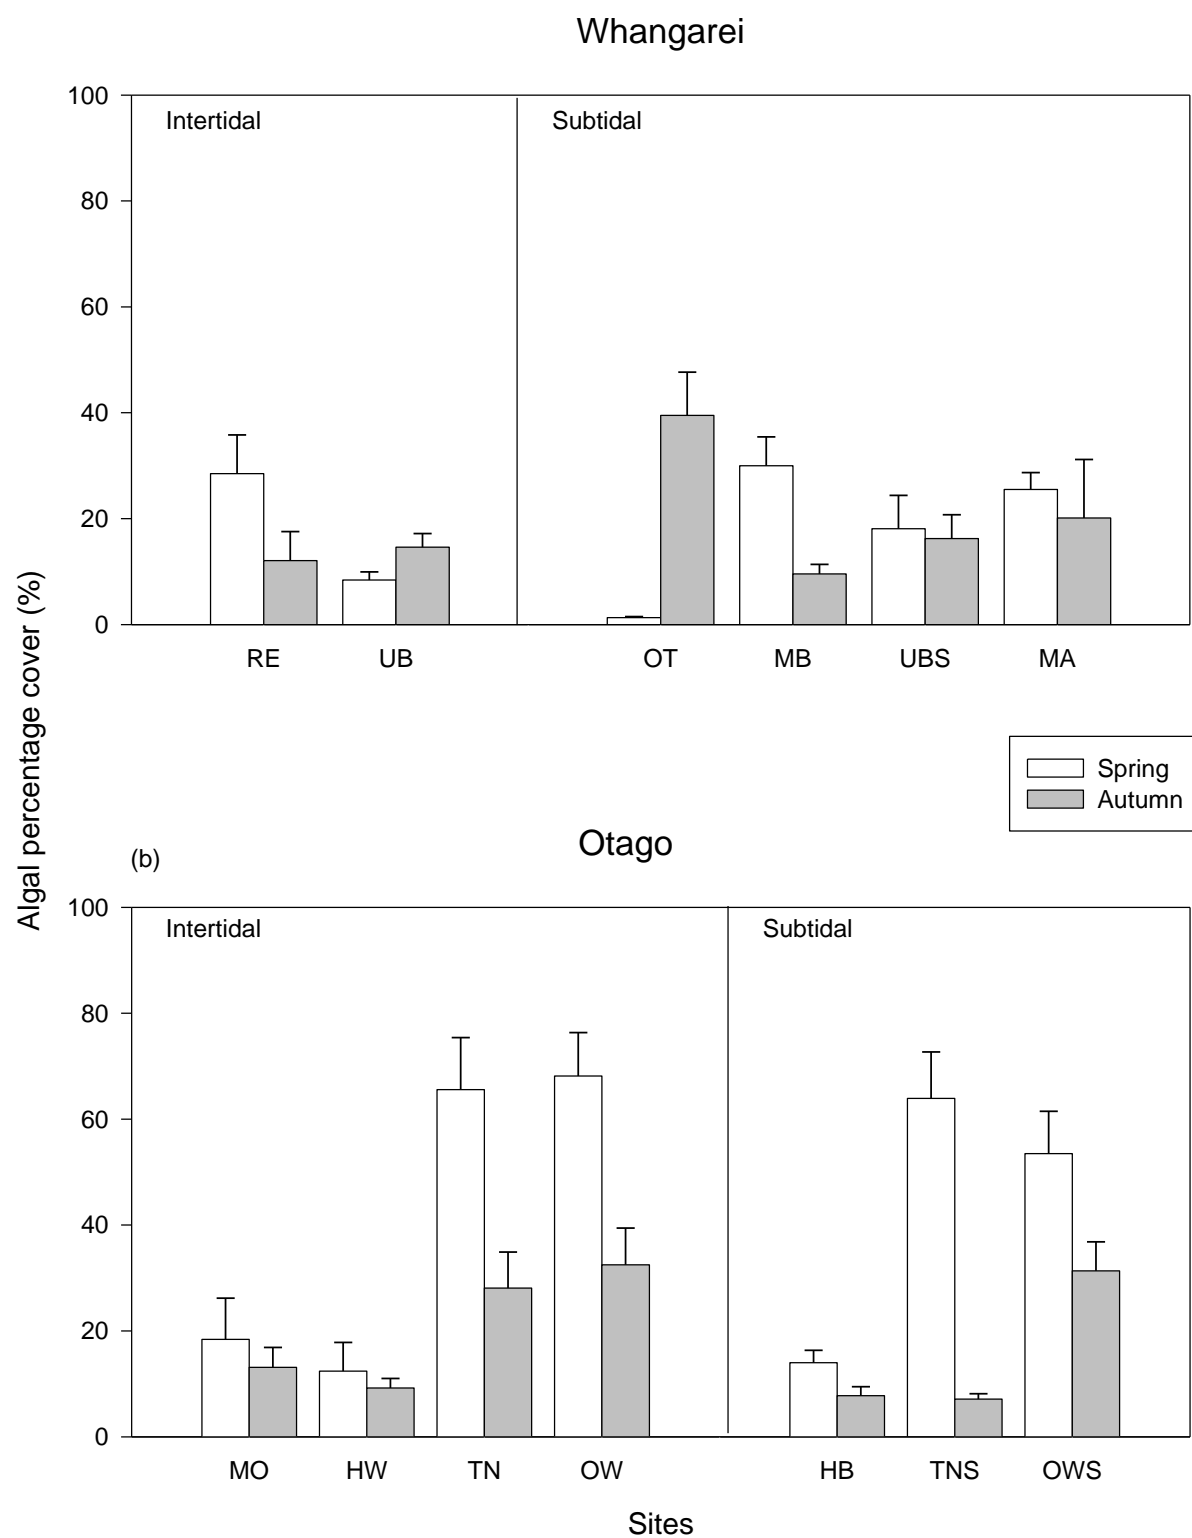 Whangarei
100
Intertidal
Subtidal
80
60
40
20
0
RE UB OT MB UBS MA
Algal percentage cover (%)
Spring
Autumn
Otago
(b)
100
Intertidal
Subtidal
80
60
40
20
0
MO HW TN OW HB TNS OWS
Sites